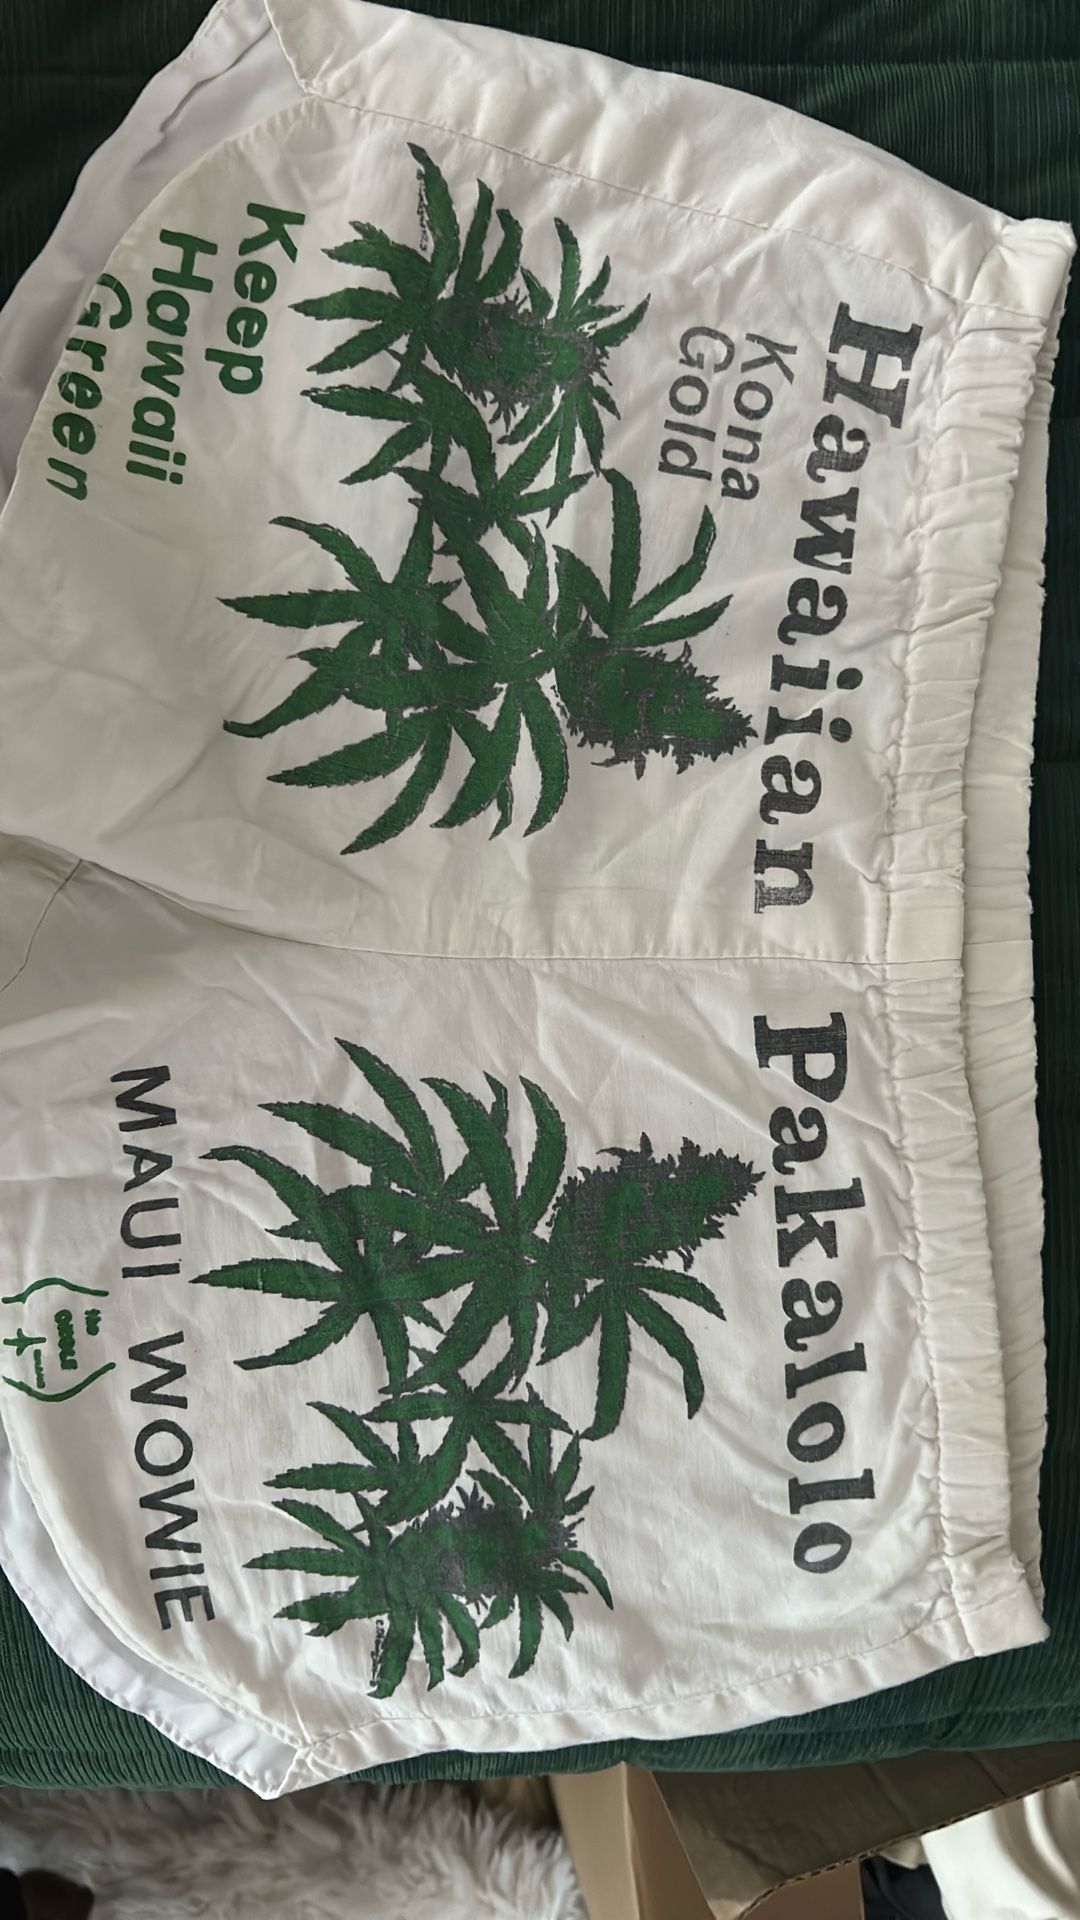 Hawaiian Pakalolo
Kona
Gold
Keep
Hawaii
Green
MAUI WOWIE